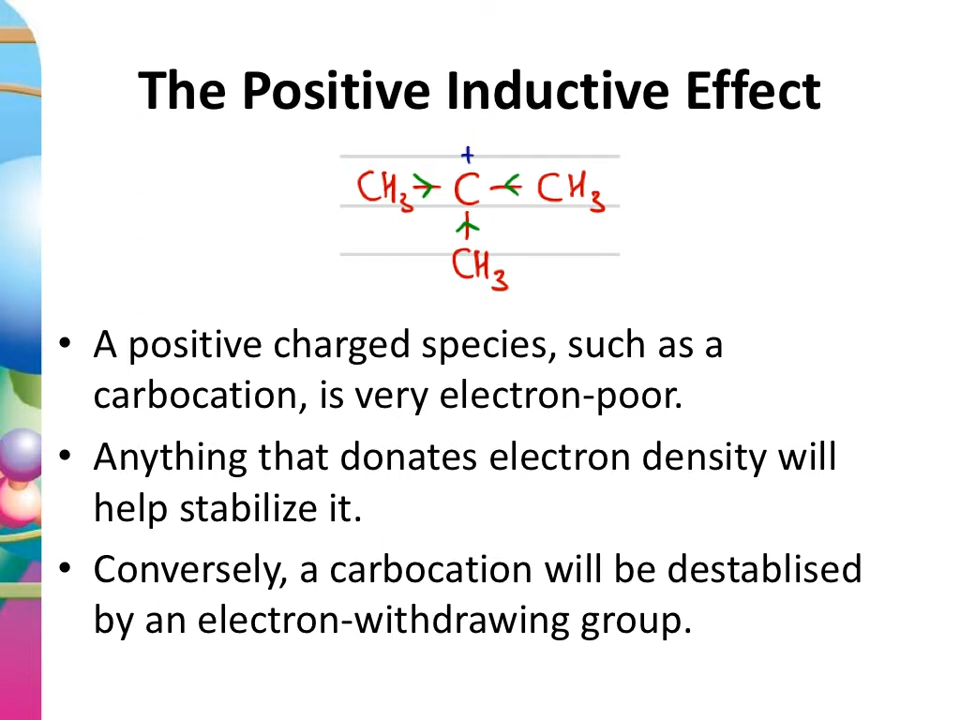 The Positive Inductive Effect
+
CH3 C CH3
CH3
• A positive charged species, such as a
carbocation, is very electron-poor.
• Anything that donates electron density will
help stabilize it.
• Conversely, a carbocation will be destablised
by an electron-withdrawing group.